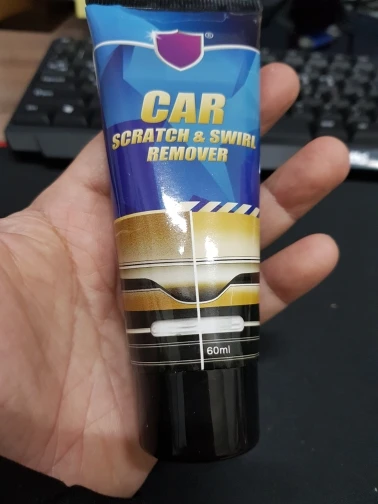 ®
CAR
SCRATCH & SWIRL
REMOVER
60ml